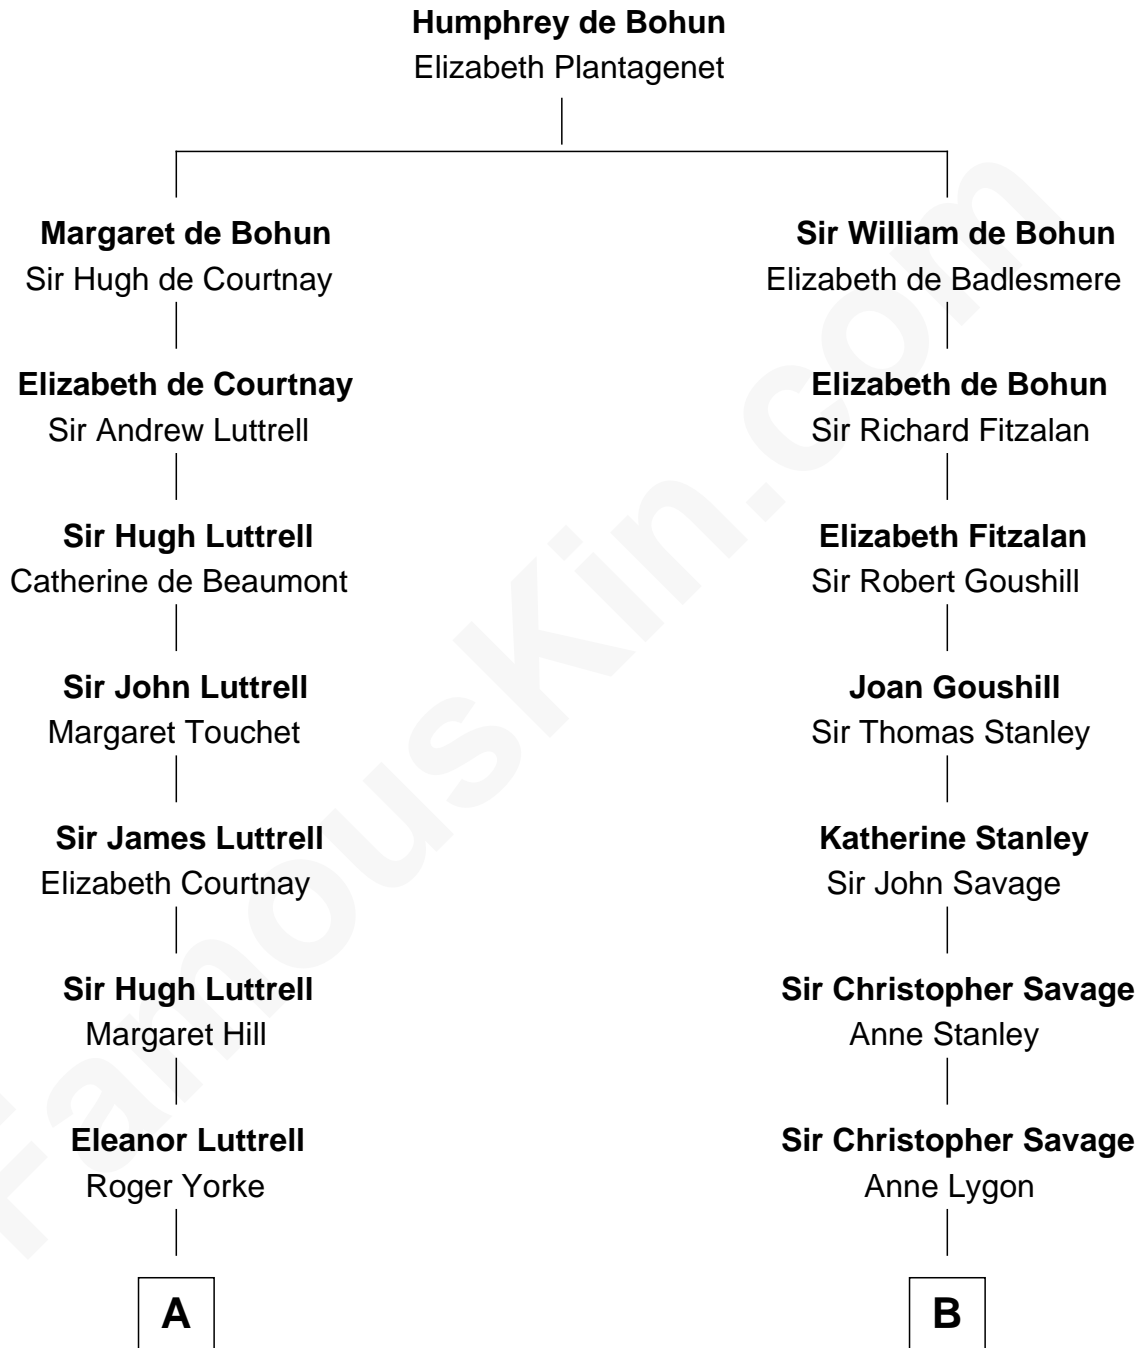 Humphrey de Bohun
Elizabeth Plantagenet
Margaret de Bohun
Sir Hugh de Courtnay
Sir William de Bohun
Elizabeth de Badlesmere
Elizabeth de Courtnay
Sir Andrew Luttrell
Elizabeth de Bohun
Sir Richard Fitzalan
Sir Hugh Luttrell
Catherine de Beaumont
Elizabeth Fitzalan
Sir Robert Goushill
Sir John Luttrell
Margaret Touchet
Joan Goushill
Sir Thomas Stanley
Sir James Luttrell
Elizabeth Courtnay
Katherine Stanley
Sir John Savage
Sir Hugh Luttrell
Margaret Hill
Sir Christopher Savage
Anne Stanley
Eleanor Luttrell
Roger Yorke
Sir Christopher Savage
Anne Lygon
A
B
FamousKin.com